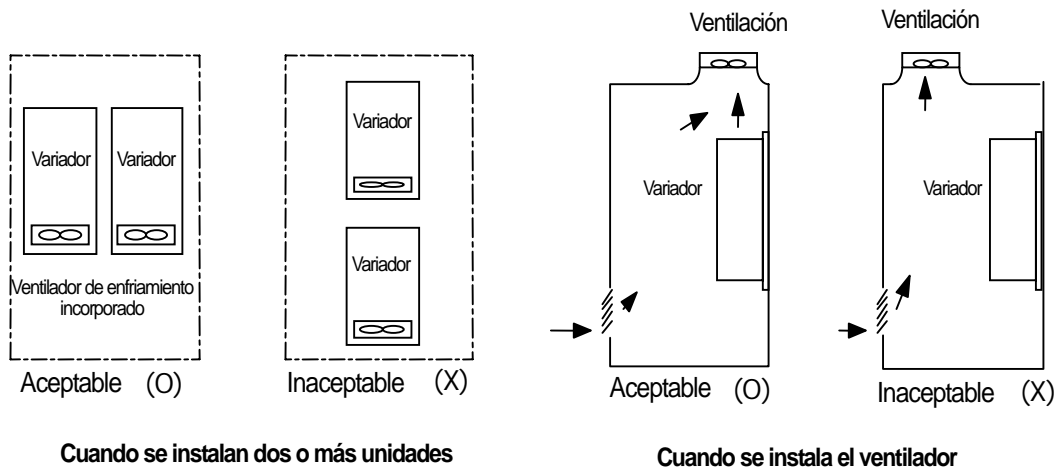 Ventilación
Ventilación
Variador
Variador
Variador
Variador
Variador
Variador
Ventilador de enfriamiento
incorporado
Aceptable (O)
Inaceptable (X)
Aceptable (O)
Inaceptable (X)
Cuando se instalan dos o más unidades
Cuando se instala el ventilador